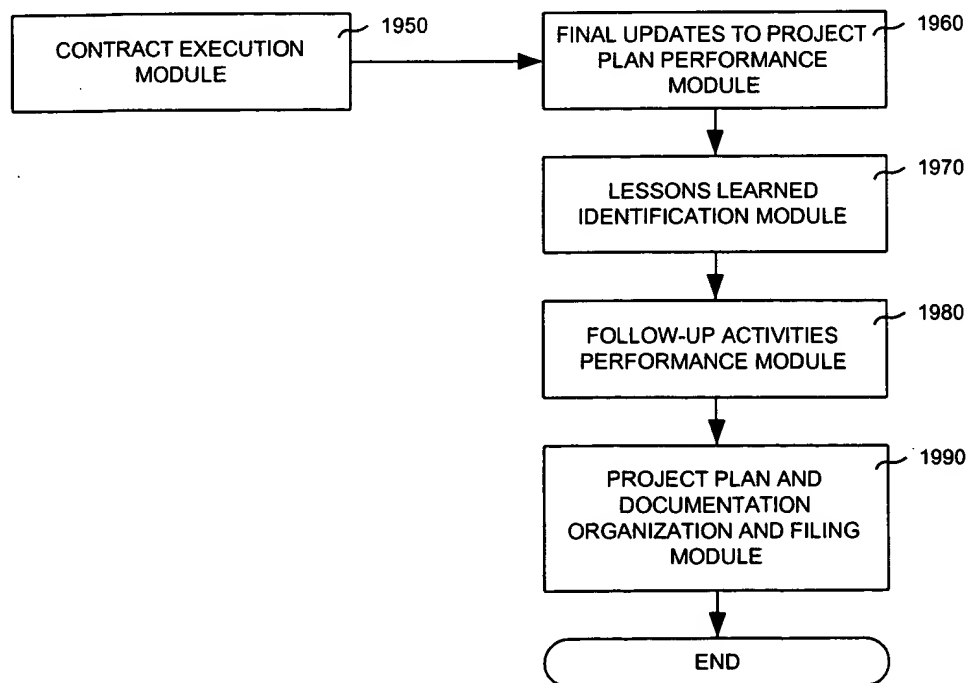 CONTRACT EXECUTION
MODULE
1950
FINAL UPDATES TO PROJECT
PLAN PERFORMANCE
MODULE
1960
LESSONS LEARNED
IDENTIFICATION MODULE
1970
FOLLOW-UP ACTIVITIES
PERFORMANCE MODULE
1980
PROJECT PLAN AND
DOCUMENTATION
ORGANIZATION AND FILING
MODULE
1990
END